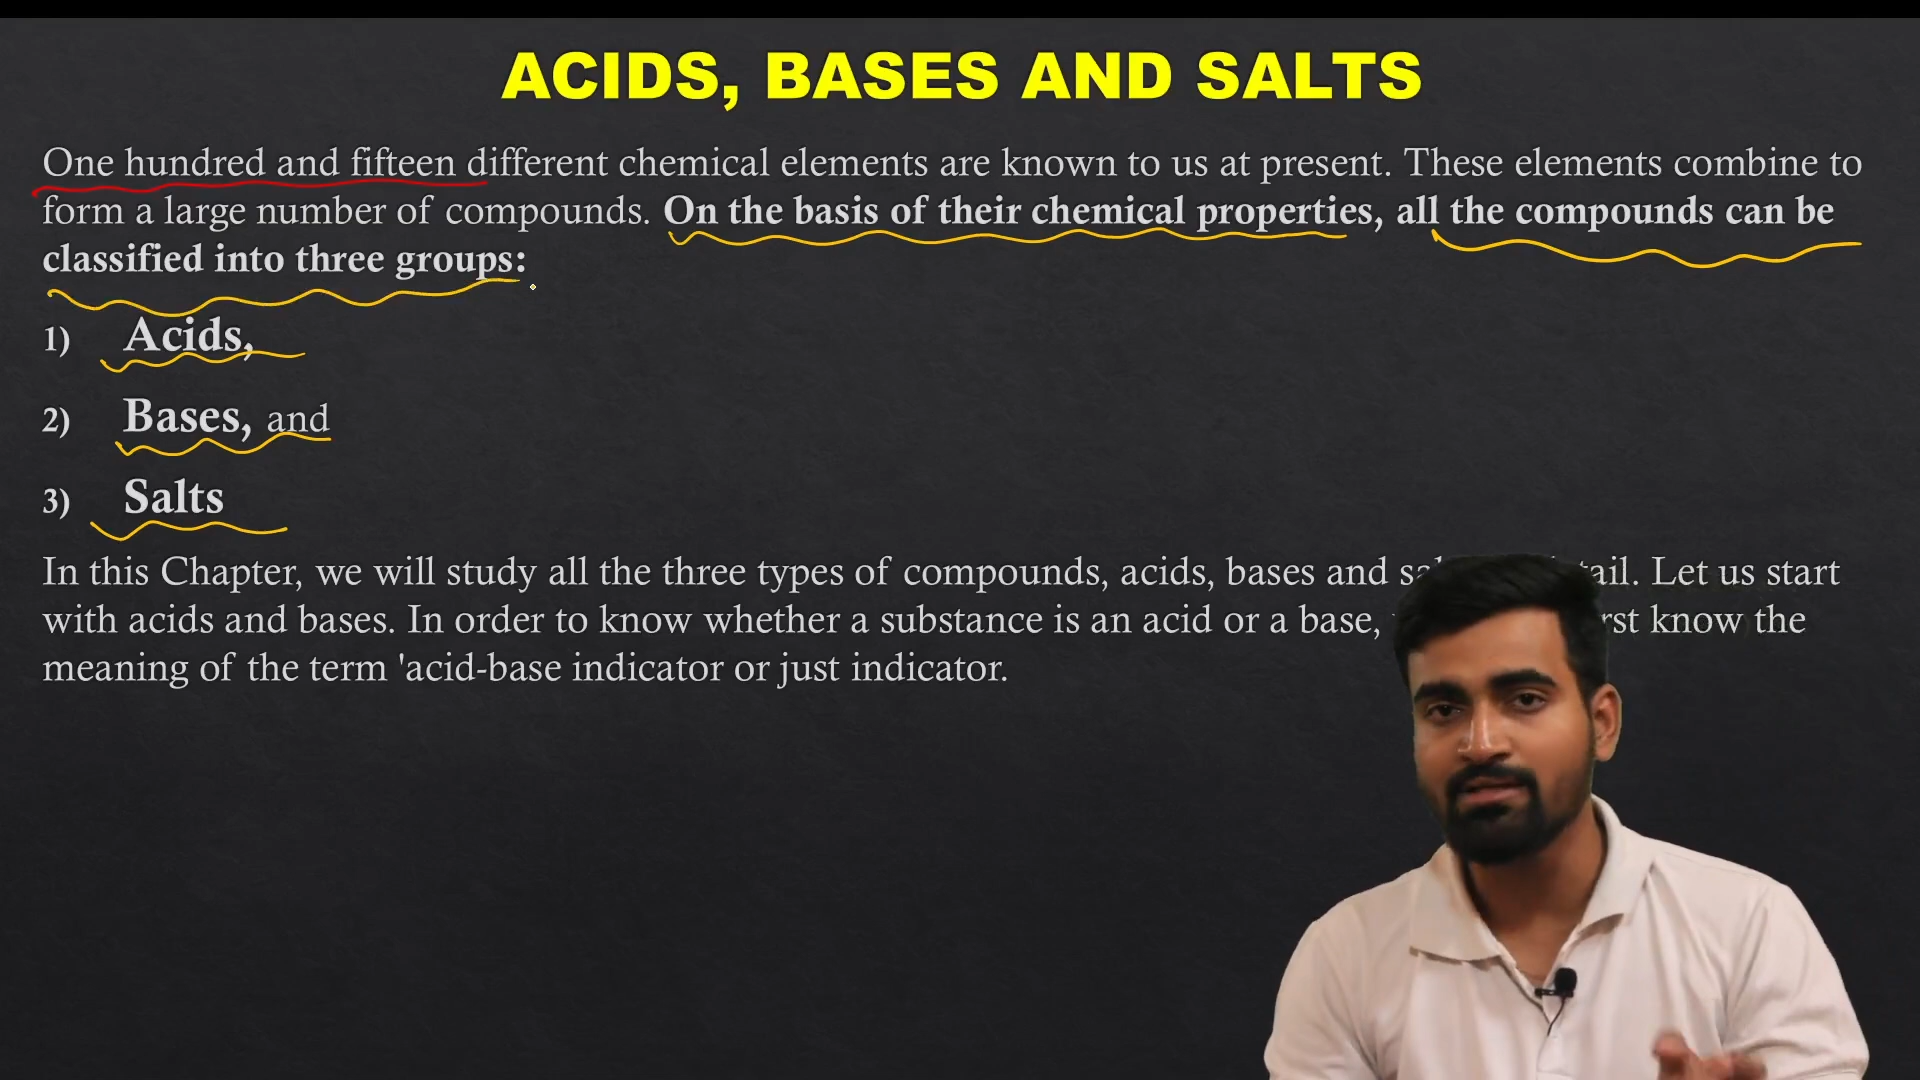 ACIDS, BASES AND SALTS
One hundred and fifteen different chemical elements are known to us at present. These elements combine to
form a large number of compounds. On the basis of their chemical properties, all the compounds can be
classified into three groups:
1) Acids,
2) Bases, and
3) Salts
In this Chapter, we will study all the three types of compounds, acids, bases and Let us start
with acids and bases. In order to know whether a substance is an acid or a base, know the
meaning of the term 'acid-base indicator or just indicator.